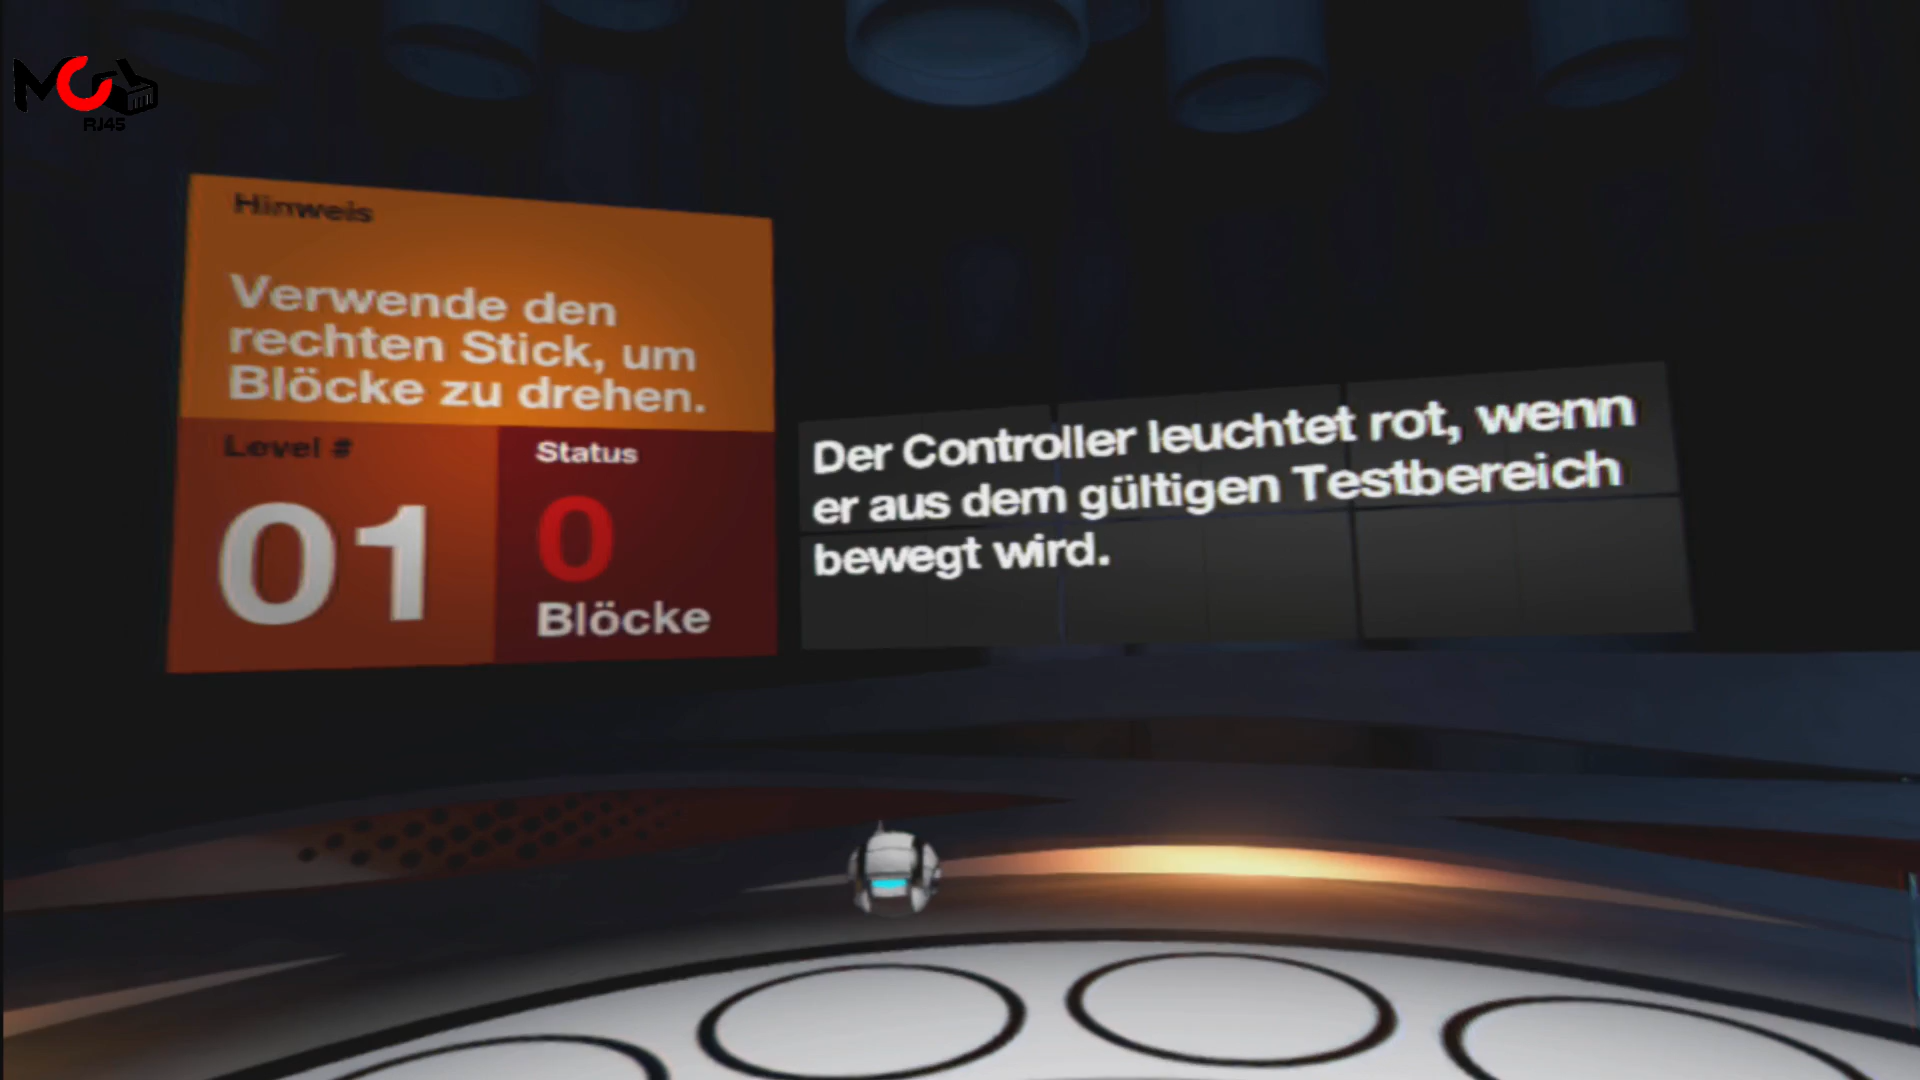 MG
RJ45
Hinweis
Verwende den
rechten Stick, um
Blöcke zu drehen.
Level #
01
Status
0
Blöcke
Der Controller leuchtet rot, wenn
er aus dem gültigen Testbereich
bewegt wird.